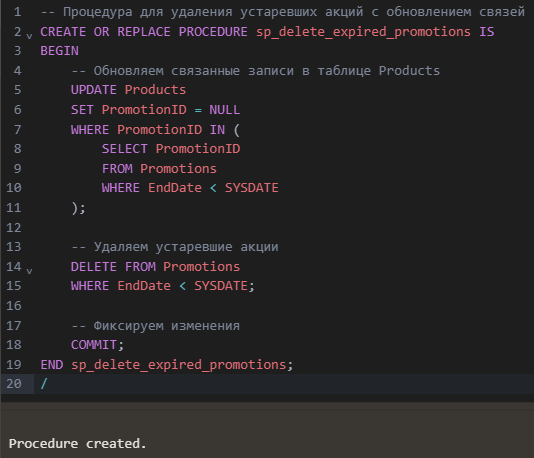 1 -- Процедура для удаления устаревших акций с обновлением связей
2 CREATE OR REPLACE PROCEDURE sp_delete_expired_promotions IS
3 BEGIN
4     -- Обновляем связанные записи в таблице Products
5     UPDATE Products
6     SET PromotionID = NULL
7     WHERE PromotionID IN (
8         SELECT PromotionID
9         FROM Promotions
10         WHERE EndDate < SYSDATE
11     );
12
13     -- Удаляем устаревшие акции
14     DELETE FROM Promotions
15     WHERE EndDate < SYSDATE;
16
17     -- Фиксируем изменения
18     COMMIT;
19 END sp_delete_expired_promotions;
20 /
Procedure created.